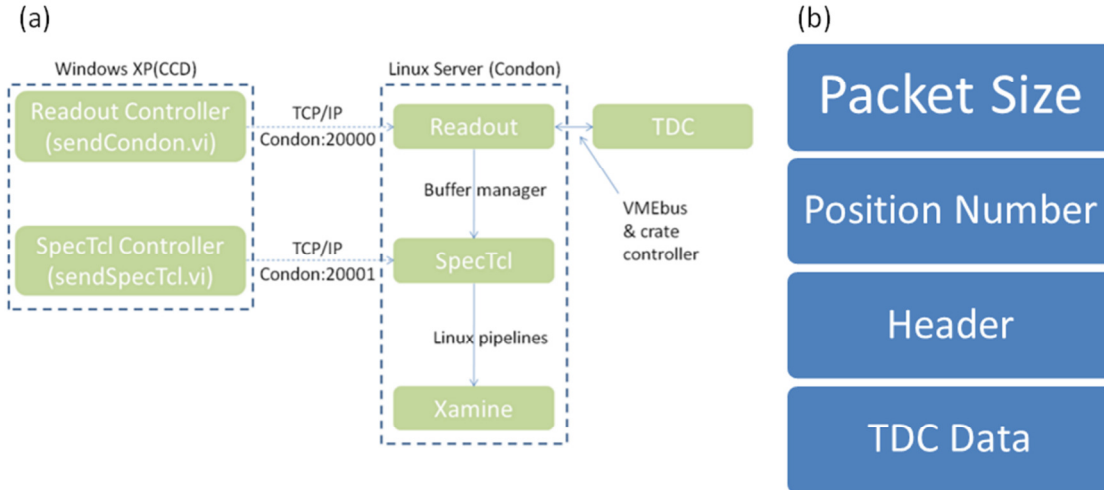 (a)
Windows XP(CCD)
Readout Controller
(sendCondon.vi)
TCP/IP
Condon:20000
Linux Server (Condon)
Readout
TDC
Buffer manager
VMEbus
& crate
controller
SpecTcl Controller
(sendSpecTcl.vi)
TCP/IP
Condon:20001
SpecTcl
Linux pipelines
Xamine
(b)
Packet Size
Position Number
Header
TDC Data